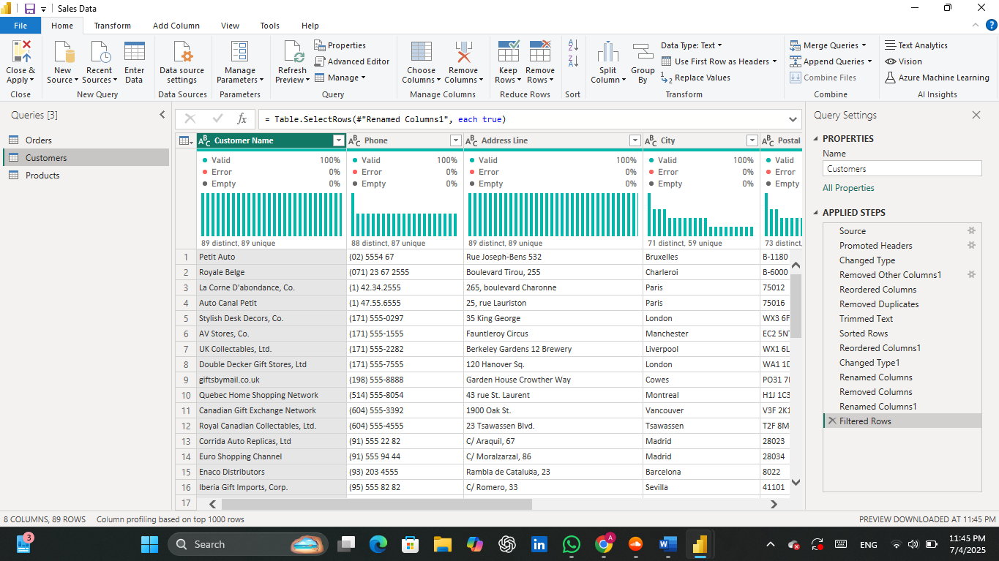 Sales Data
File Home Transform Add Column View Tools Help
Close & Apply
New Source
Recent Sources
Enter Data
Data source settings
Manage Parameters
Refresh Preview
Properties
Advanced Editor
Manage
Choose Columns
Remove Columns
Keep Rows
Remove Rows
Split Column
Group By
Data Type: Text
Use First Row as Headers
Replace Values
Merge Queries
Append Queries
Combine Files
Text Analytics
Vision
Azure Machine Learning
Close New Query Data Sources Parameters Query Manage Columns Reduce Rows Sort Transform Combine AI Insights
Queries [3]
Orders
Customers
Products
fx = Table.SelectRows(#"Renamed Columns1", each true)
Customer Name Phone Address Line City Postal
Valid 100% Valid 100% Valid 100% Valid 100% Valid
Error 0% Error 0% Error 0% Error 0% Error
Empty 0% Empty 0% Empty 0% Empty 0% Empty
89 distinct, 89 unique 88 distinct, 87 unique 89 distinct, 89 unique 71 distinct, 59 unique 73 distinct,
1 Petit Auto (02) 5554 67 Rue Joseph-Bens 532 Bruxelles B-1180
2 Royale Belge (071) 23 67 2555 Boulevard Tirou, 255 Charleroi B-6000
3 La Corne D'abondance, Co. (1) 42.34.2555 265, boulevard Charonne Paris 75012
4 Auto Canal Petit (1) 47.55.6555 25, rue Lauriston Paris 75016
5 Stylish Desk Decors, Co. (171) 555-0297 35 King George London WX3 6F
6 AV Stores, Co. (171) 555-1555 Fauntleroy Circus Manchester EC2 5N
7 UK Collectables, Ltd. (171) 555-2282 Berkeley Gardens 12 Brewery Liverpool WX1 6L
8 Double Decker Gift Stores, Ltd (171) 555-7555 120 Hanover Sq. London WA1 1D
9 giftsbymail.co.uk (198) 555-8888 Garden House Crowther Way Cowes PO31 7
10 Quebec Home Shopping Network (514) 555-8054 43 rue St. Laurent Montreal H1J 1C3
11 Canadian Gift Exchange Network (604) 555-3392 1900 Oak St. Vancouver V3F 2K1
12 Royal Canadian Collectables, Ltd. (604) 555-4555 23 Tsawassen Blvd. Tsawassen T2F 8M
13 Corrida Auto Replicas, Ltd (91) 555 22 82 C/ Araquil, 67 Madrid 28023
14 Euro Shopping Channel (91) 555 94 44 C/ Moralzarzal, 86 Madrid 28034
15 Enaco Distributors (93) 203 4555 Rambla de Cataluяa, 23 Barcelona 8022
16 Iberia Gift Imports, Corp. (95) 555 82 82 C/ Romero, 33 Sevilla 41101
17
Query Settings
PROPERTIES
Name
Customers
All Properties
APPLIED STEPS
Source
Promoted Headers
Changed Type
Removed Other Columns1
Reordered Columns
Removed Duplicates
Trimmed Text
Sorted Rows
Reordered Columns1
Changed Type1
Renamed Columns
Removed Columns
Renamed Columns1
Filtered Rows
8 COLUMNS, 89 ROWS Column profiling based on top 1000 rows PREVIEW DOWNLOADED AT 11:45 PM
3
Search
A
ENG
11:45 PM
7/4/2025